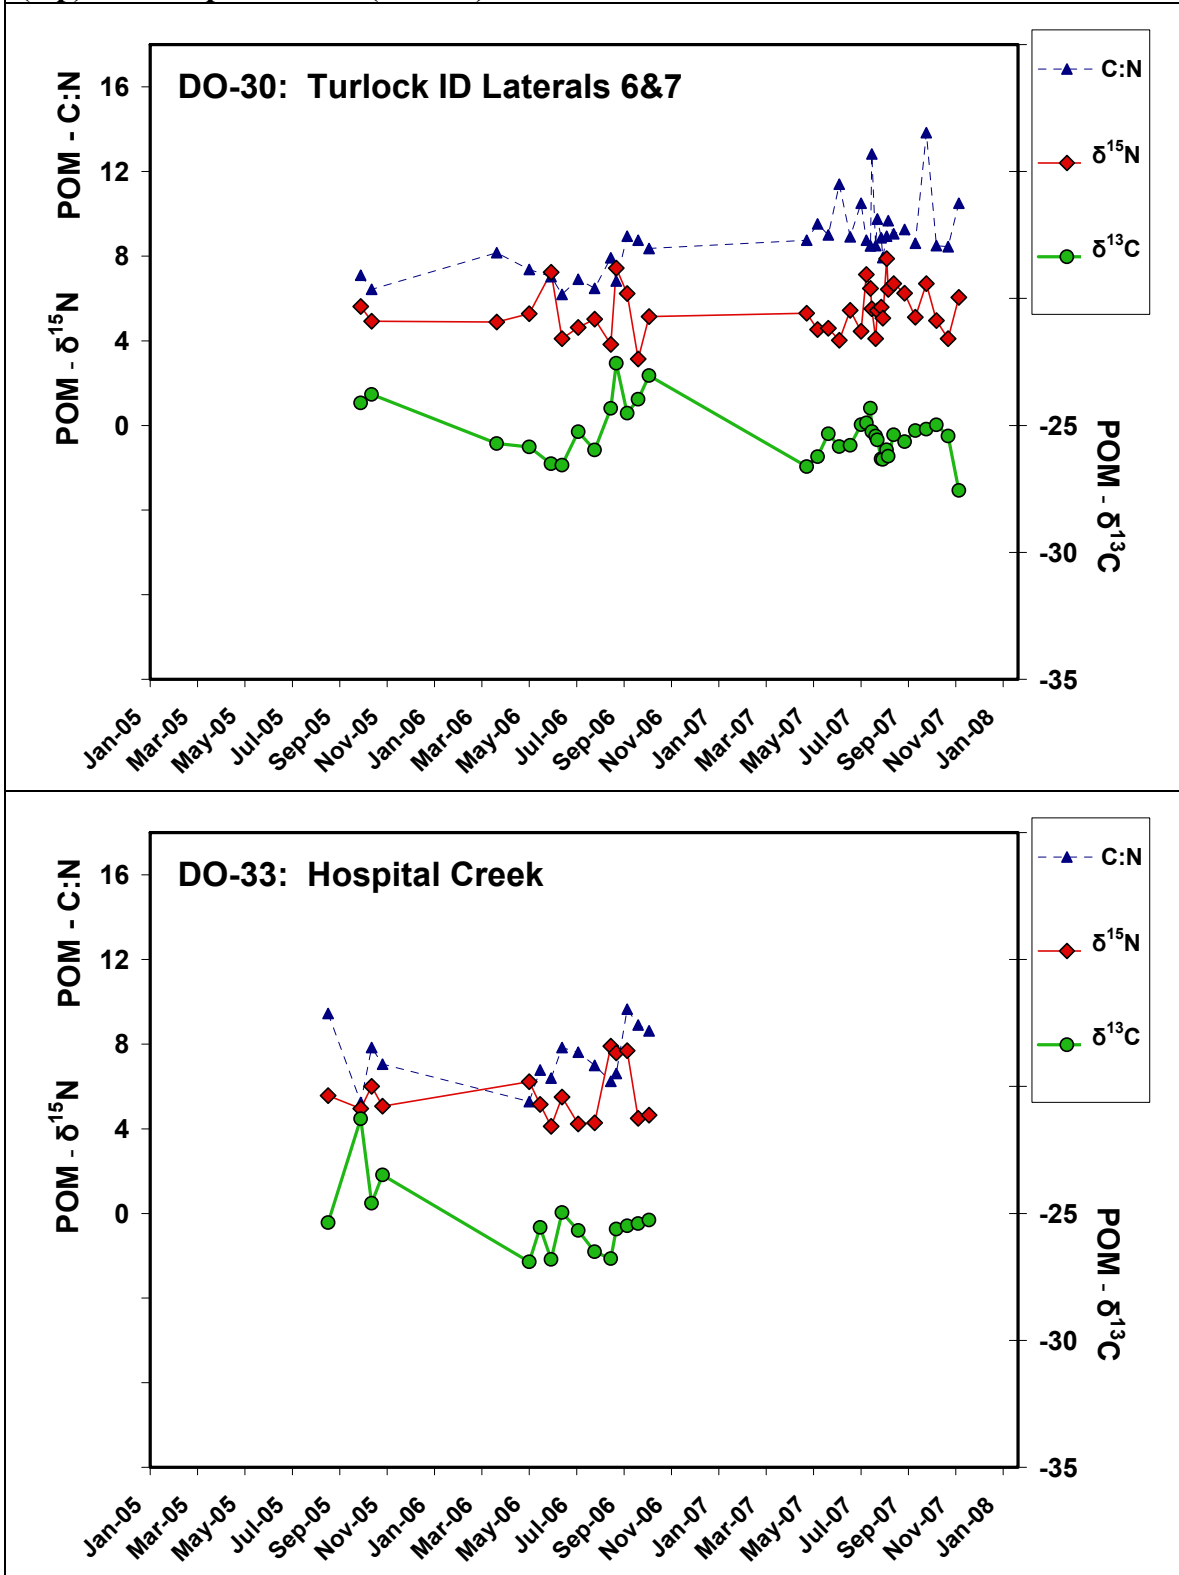 DO-30: Turlock ID Laterals 6&7
POM - C:N
POM - δ15N
16
12
8
4
0
-25
-30
-35
POM - δ13C
C:N
δ15N
δ13C
Jan-05
Mar-05
May-05
Jul-05
Sep-05
Nov-05
Jan-06
Mar-06
May-06
Jul-06
Sep-06
Nov-06
Jan-07
Mar-07
May-07
Jul-07
Sep-07
Nov-07
Jan-08
DO-33: Hospital Creek
POM - C:N
POM - δ15N
16
12
8
4
0
-25
-30
-35
POM - δ13C
C:N
δ15N
δ13C
Jan-05
Mar-05
May-05
Jul-05
Sep-05
Nov-05
Jan-06
Mar-06
May-06
Jul-06
Sep-06
Nov-06
Jan-07
Mar-07
May-07
Jul-07
Sep-07
Nov-07
Jan-08